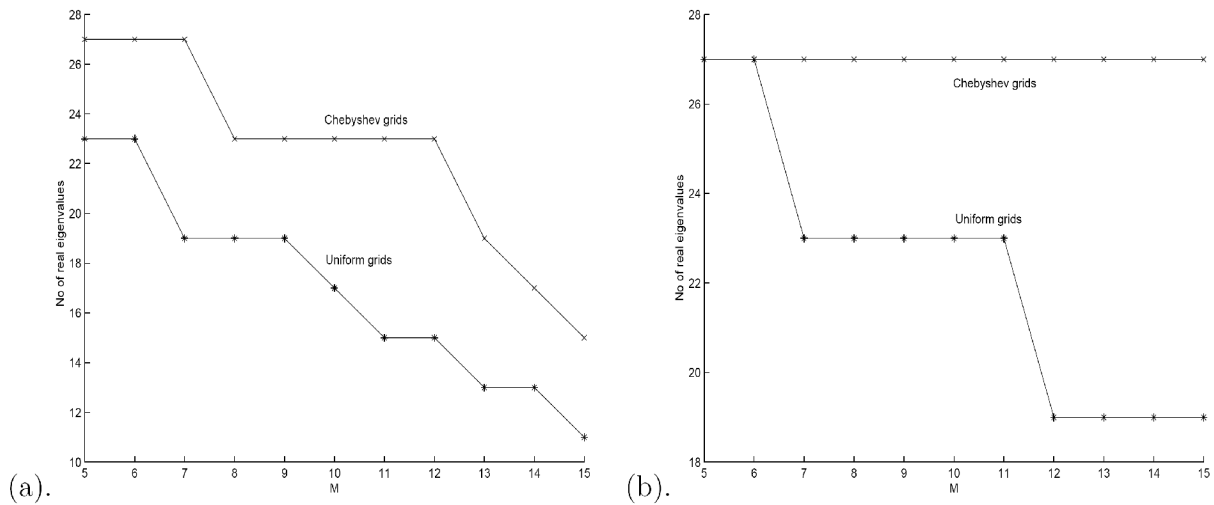 28
26
24
22
20
18
16
14
12
10
No of real eigenvalues
Chebyshev grids
Uniform grids
5 6 7 8 9 10 11 12 13 14 15
M
(a).
28
26
24
22
20
18
No of real eigenvalues
Chebyshev grids
Uniform grids
5 6 7 8 9 10 11 12 13 14 15
M
(b).